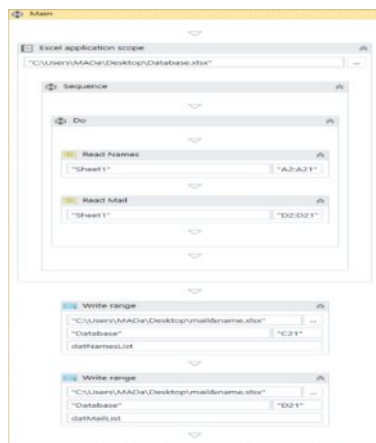 Main
Excel application scope
"C:\Users\MADa\Desktop\Database.xlsx" ...
Sequence
Do
Read Names
"Sheet1" "A2:A21"
Read Mail
"Sheet1" "D2:D21"
Write range
"C:\Users\MADa\Desktop\mail&name.xlsx" ...
"Database" "C21"
datNamesList
Write range
"C:\Users\MADa\Desktop\mail&name.xlsx" ...
"Database" "D21"
datMailList